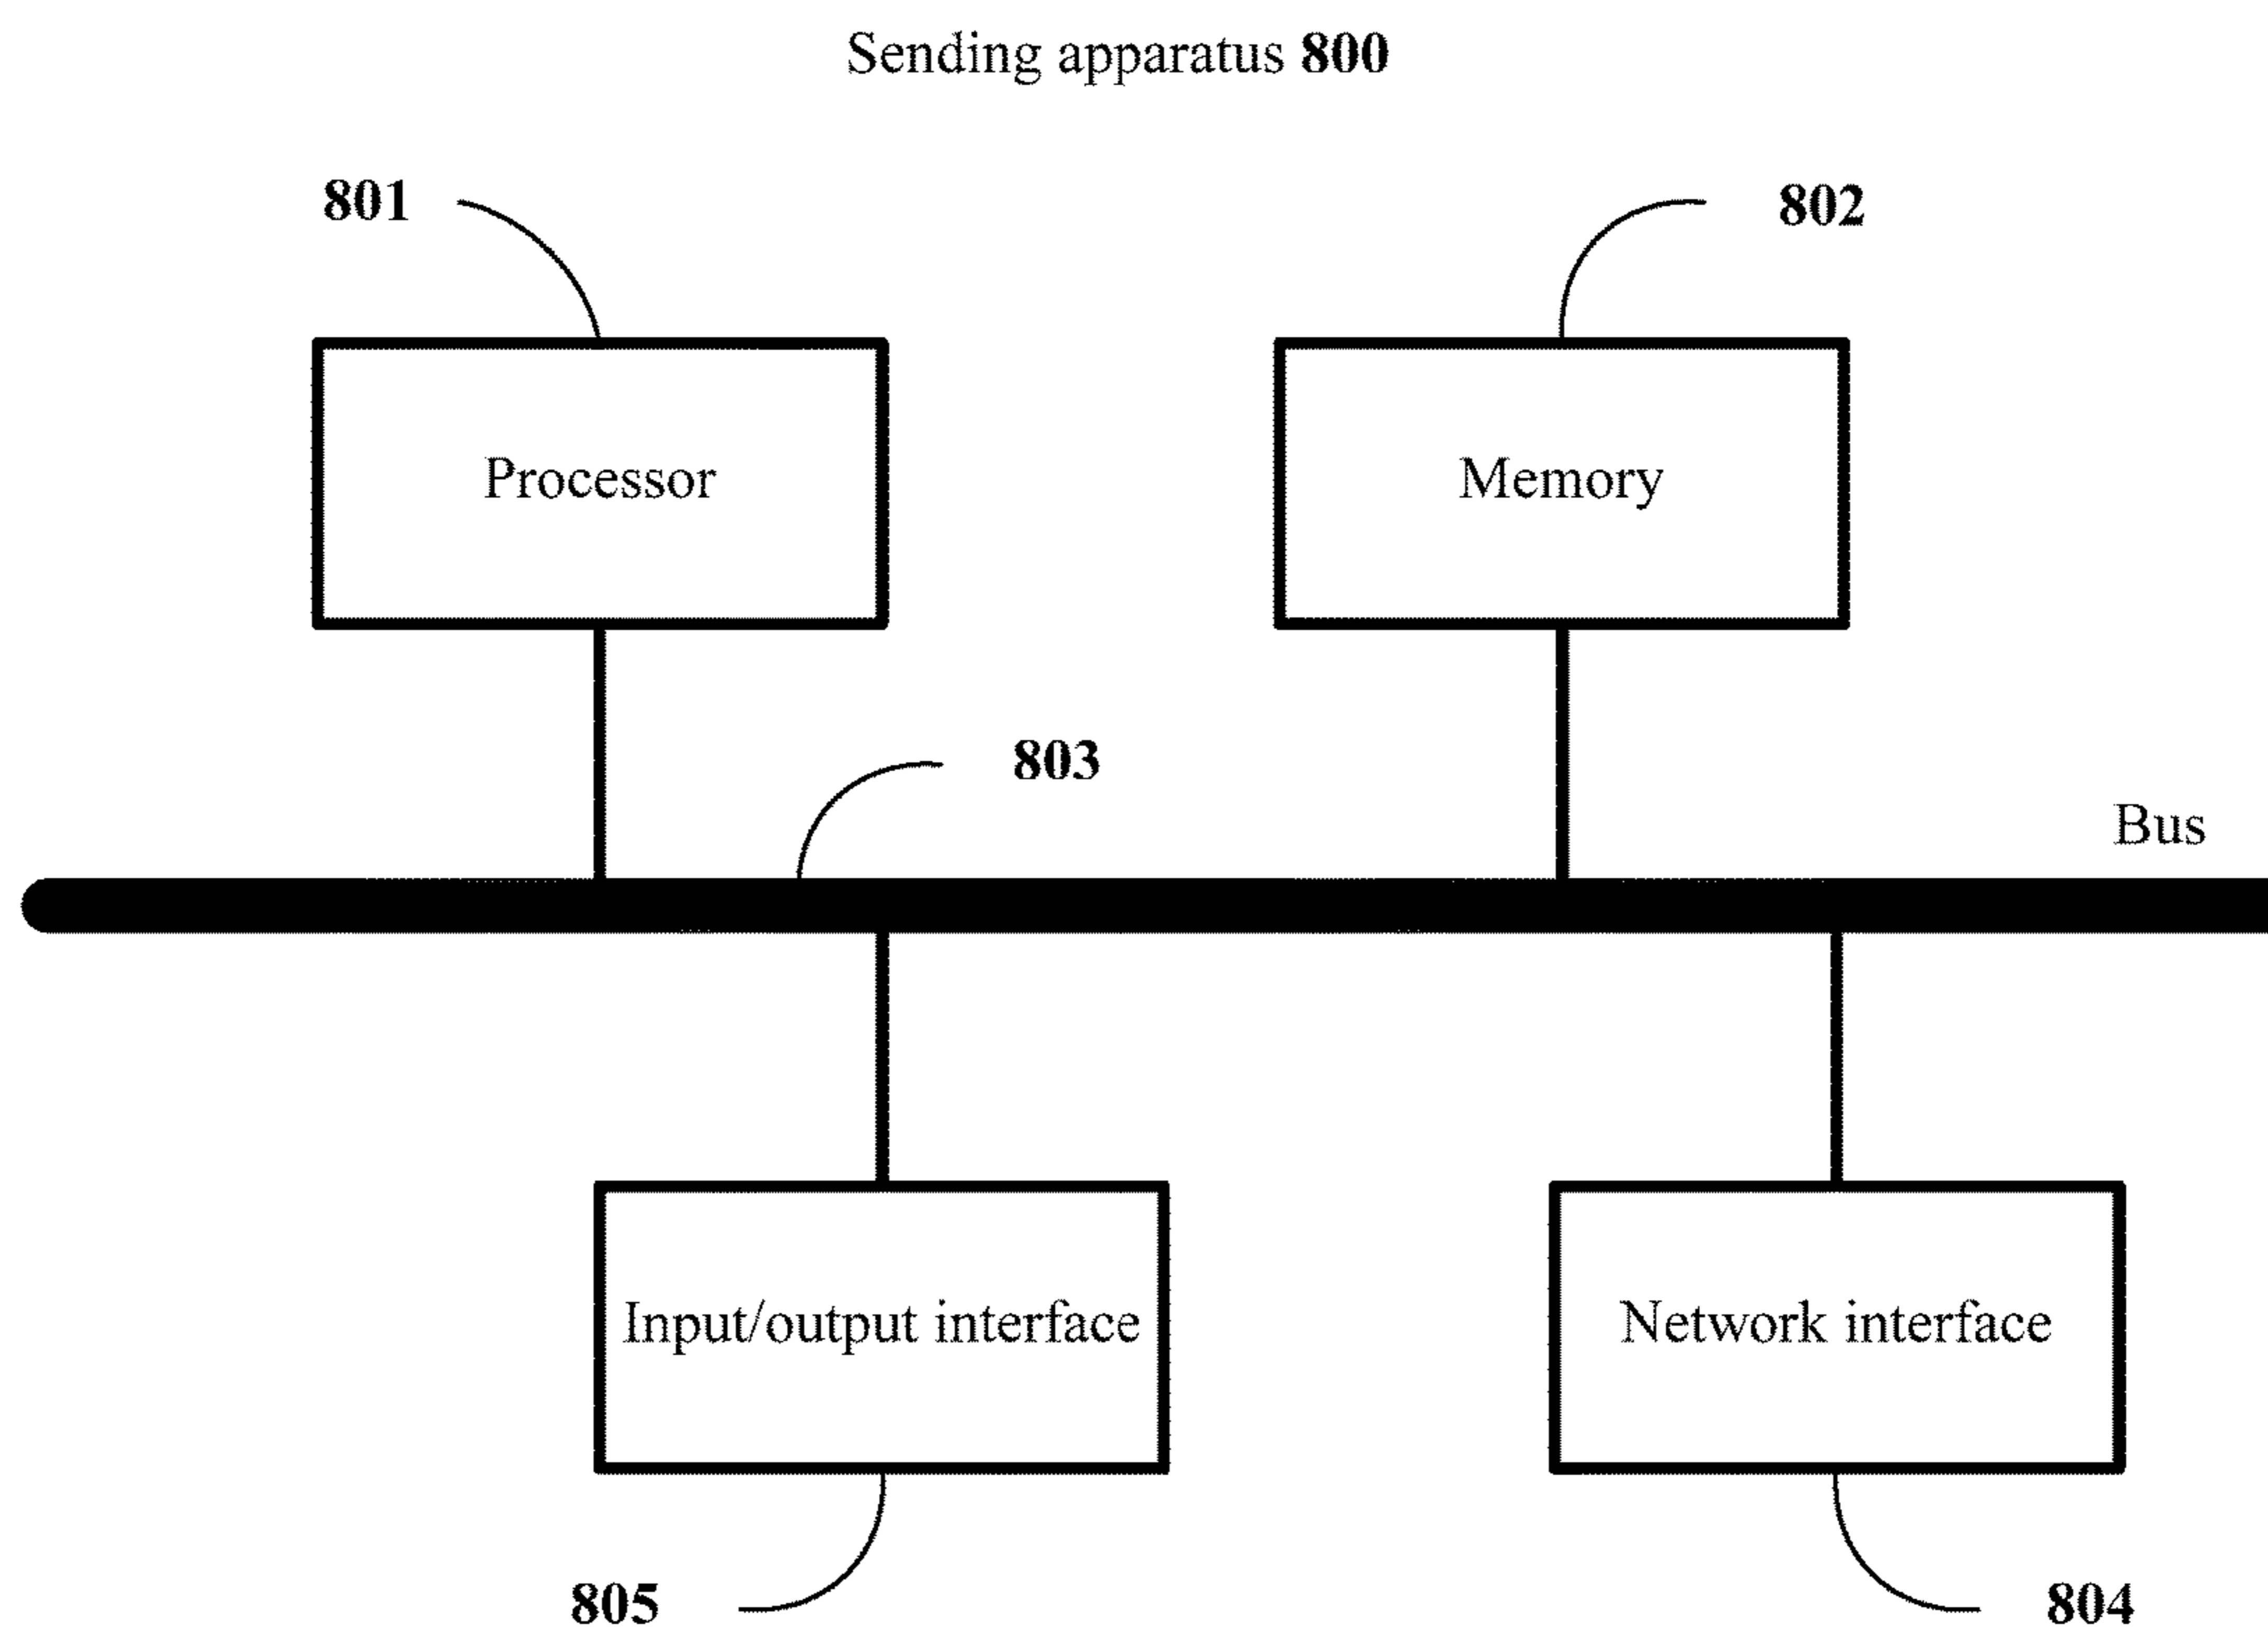 Sending apparatus 800
801
802
Processor
Memory
803
Bus
Input/output interface
Network interface
805
804